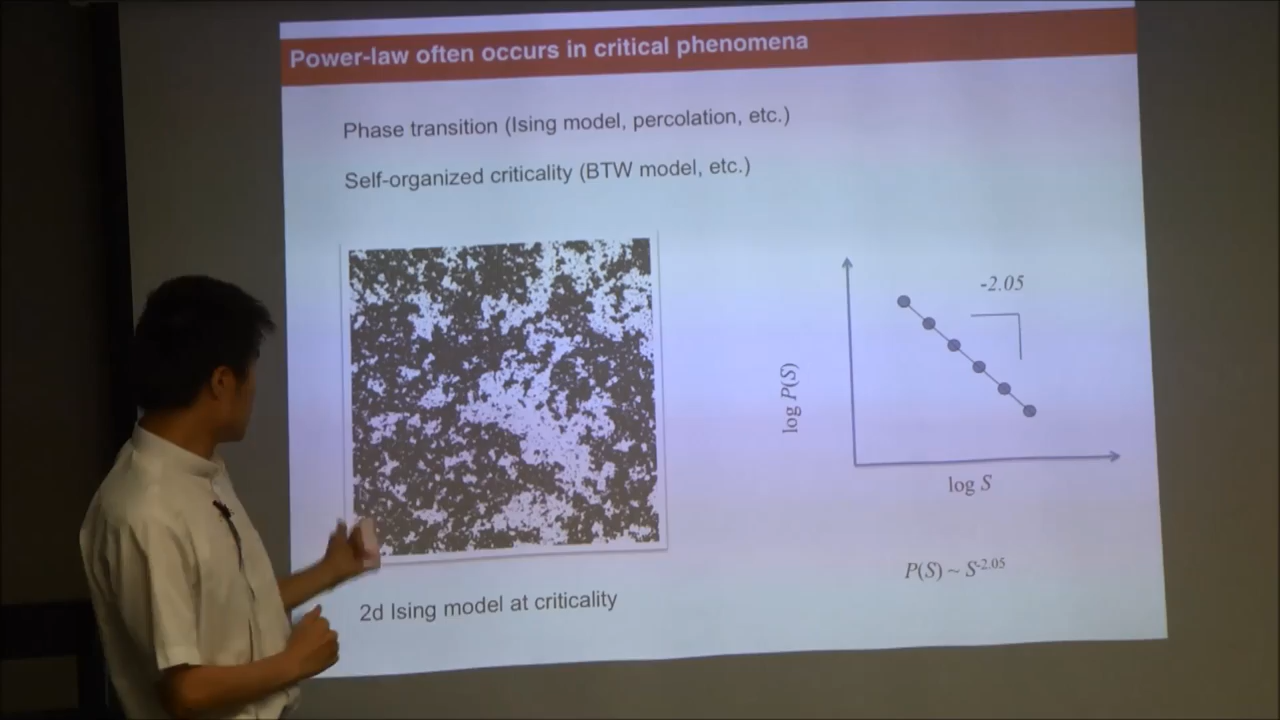 Power-law often occurs in critical phenomena
Phase transition (Ising model, percolation, etc.)
Self-organized criticality (BTW model, etc.)
-2.05
log P(S)
log S
P(S) ~ S-2.05
2d Ising model at criticality